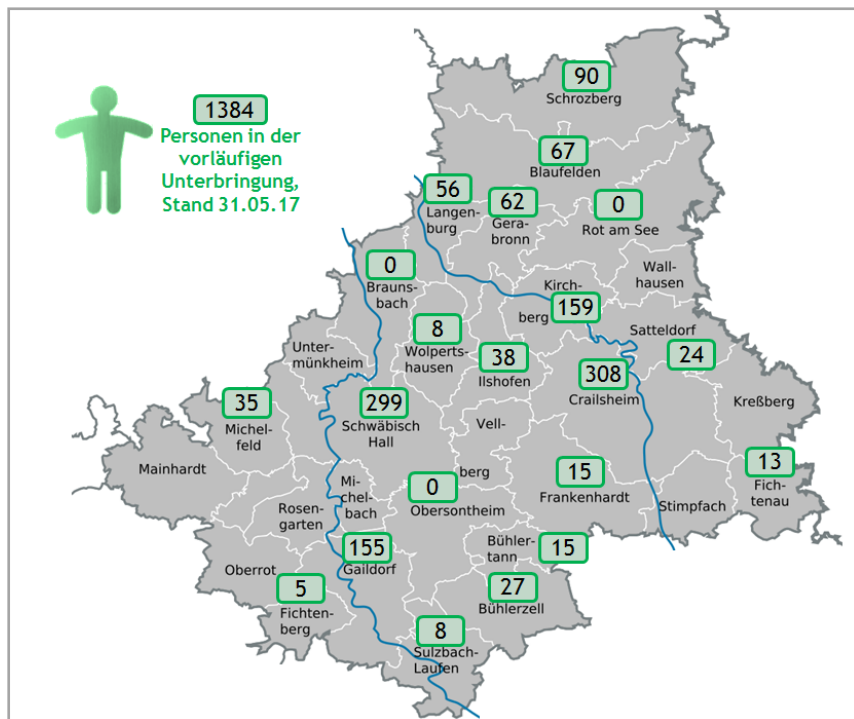 1384
Personen in der
vorläufigen
Unterbringung,
Stand 31.05.17
90
Schrozberg
67
Blaufelden
56
Langen-
burg
62
Gera-
bronn
0
Rot am See
0
Brauns-
bach
Kirch-
berg
159
Wall-
hausen
8
Wolperts-
hausen
38
Ilshofen
Satteldorf
24
Unter-
münkheim
308
Crailsheim
Kreßberg
35
Michel-
feld
299
Schwäbisch
Hall
Vell-
berg
Mainhardt
0
Obersontheim
15
Frankenhardt
13
Fich-
tenau
Rosen-
garten
Mi-
chel-
bach
Stimpfach
155
Gaildorf
Bühler-
tann
15
Oberrot
5
Fichten-
berg
27
Bühlerzell
8
Sulzbach-
Laufen